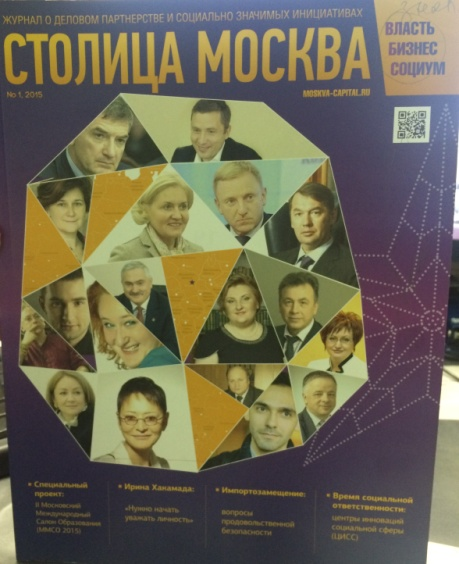 ЖУРНАЛ О ДЕЛОВОМ ПАРТНЕРСТВЕ И СОЦИАЛЬНО ЗНАЧИМЫХ ИНИЦИАТИВАХ
СТОЛИЦА МОСКВА
№ 1, 2015
MOSKVA-CAPITAL.RU
ВЛАСТЬ
БИЗНЕС
СОЦИУМ
• Специальный
проект:
II Московский
Международный
Салон Образования
(ММСО 2015)
• Ирина Хакамада:
«Нужно начать
уважать личность»
• Импортозамещение:
вопросы
продовольственной
безопасности
• Время социальной
ответственности:
центры инноваций
социальной сферы
(ЦИСС)